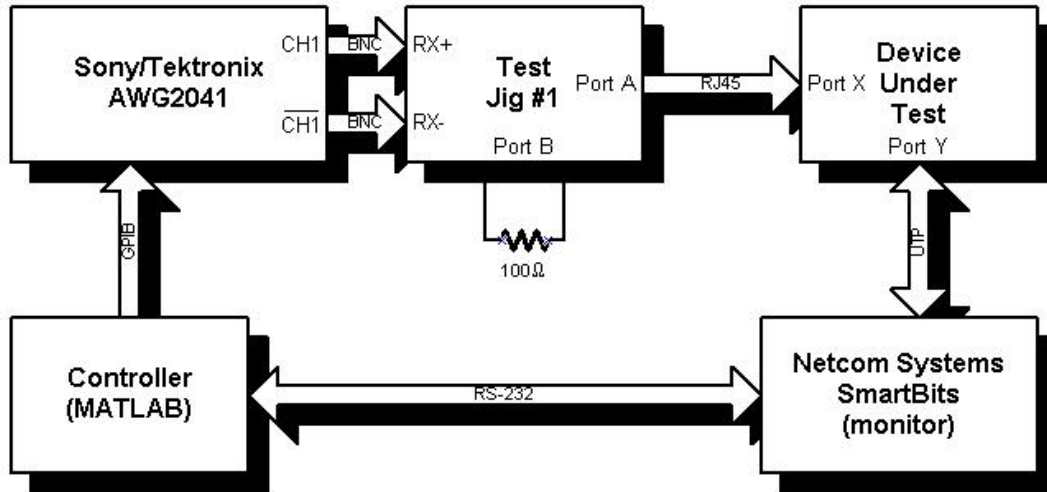 Sony/Tektronix
AWG2041
CH1
CH1
BNC
BNC
RX+
RX-
Test
Jig #1
Port A
Port B
RJ45
Port X
Device
Under
Test
Port Y
GPIB
100Ω
UTP
Controller
(MATLAB)
RS-232
Netcom Systems
SmartBits
(monitor)